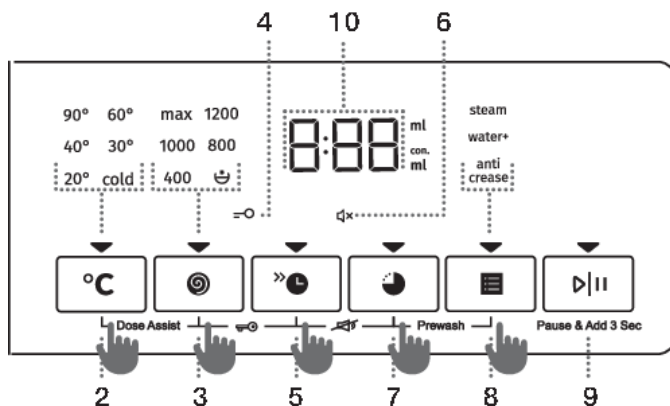 4 10 6
90° 60° max 1200 8:88 ml steam
40° 30° 1000 800 con. ml water+
20° cold 400 anti crease
°C
Dose Assist Prewash Pause & Add 3 Sec
2 3 5 7 8 9